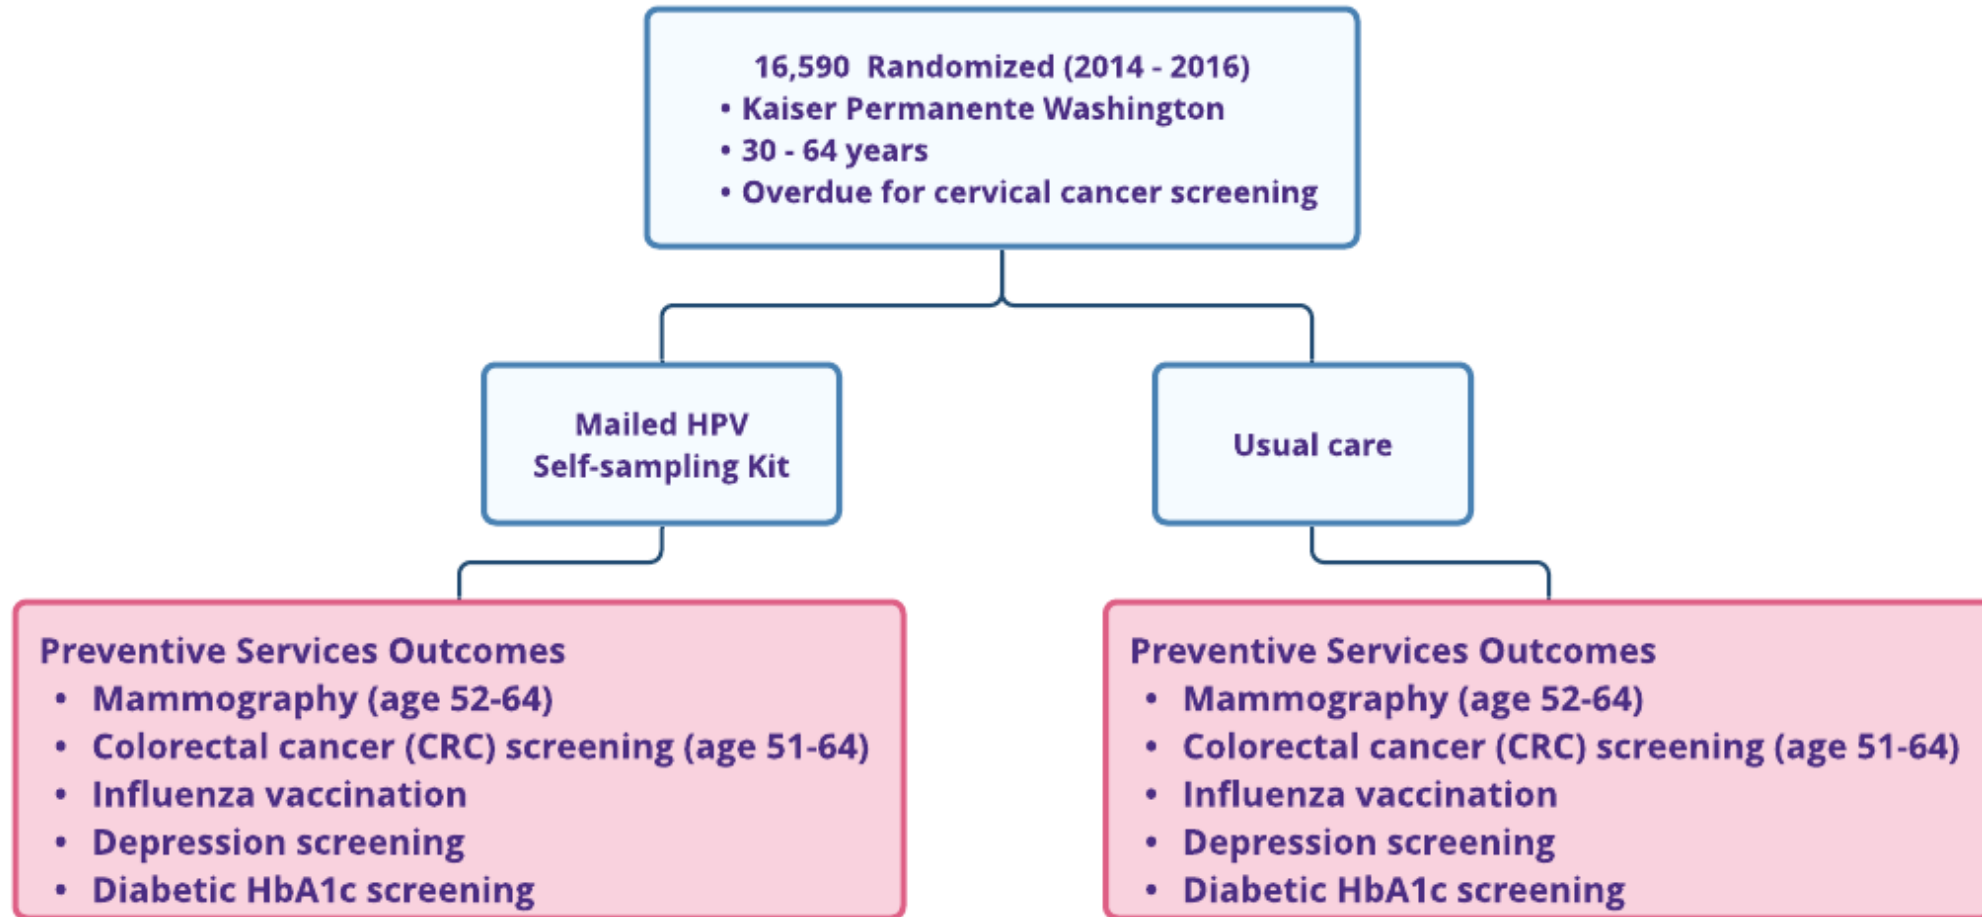 16,590 Randomized (2014 - 2016)
• Kaiser Permanente Washington
• 30 - 64 years
• Overdue for cervical cancer screening
Mailed HPV
Self-sampling Kit
Usual care
Preventive Services Outcomes
• Mammography (age 52-64)
• Colorectal cancer (CRC) screening (age 51-64)
• Influenza vaccination
• Depression screening
• Diabetic HbA1c screening
Preventive Services Outcomes
• Mammography (age 52-64)
• Colorectal cancer (CRC) screening (age 51-64)
• Influenza vaccination
• Depression screening
• Diabetic HbA1c screening